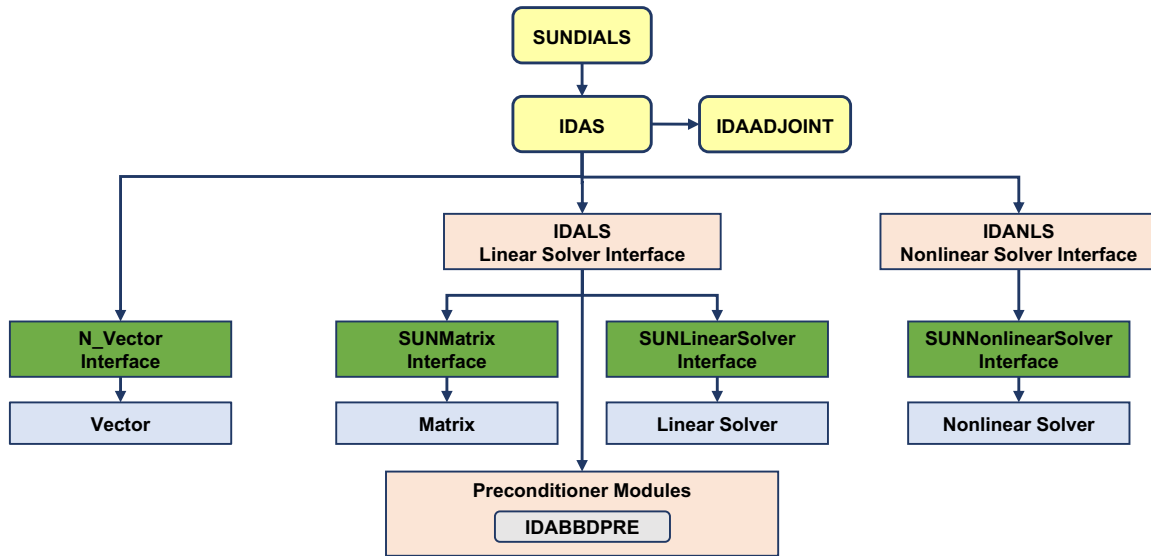 SUNDIALS
IDAS
IDAADJOINT
IDALS
Linear Solver Interface
IDANLS
Nonlinear Solver Interface
N_Vector
Interface
SUNMatrix
Interface
SUNLinearSolver
Interface
SUNNonlinearSolver
Interface
Vector
Matrix
Linear Solver
Nonlinear Solver
Preconditioner Modules
IDABBDPRE